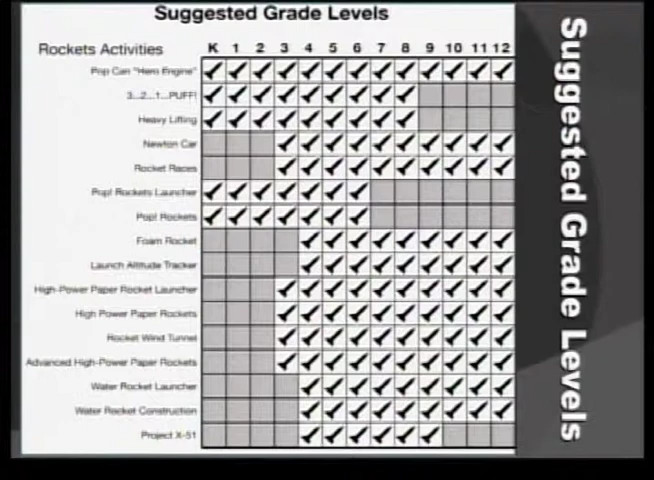 Suggested Grade Levels
Rockets Activities K 1 2 3 4 5 6 7 8 9 10 11 12
Pop Can "Hero Engine"
3...2...1...PUFF!
Heavy Lifting
Newton Car
Rocket Races
Pop! Rockets Launcher
Pop! Rockets
Foam Rocket
Launch Altitude Tracker
High-Power Paper Rocket Launcher
High Power Paper Rockets
Rocket Wind Tunnel
Advanced High-Power Paper Rockets
Water Rocket Launcher
Water Rocket Construction
Project X-51
Suggested Grade Levels